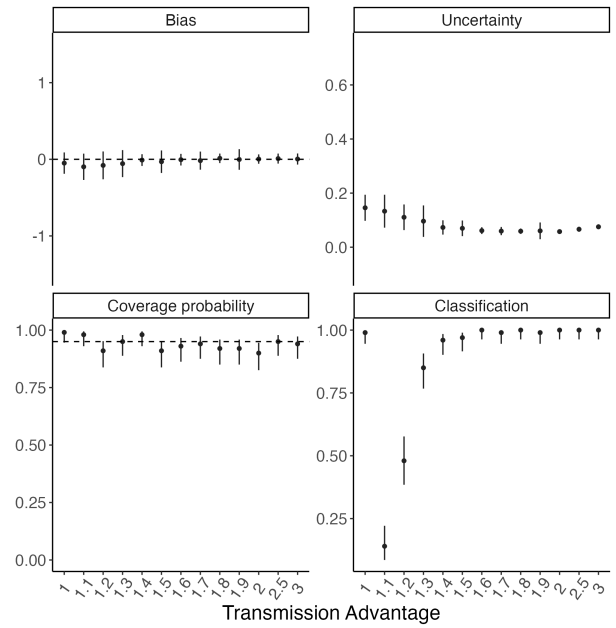 Bias
Uncertainty
1
0
-1
0.6
0.4
0.2
0.0
Coverage probability
Classification
1.00
0.75
0.50
0.25
0.00
1.00
0.75
0.50
0.25
1 1.1 1.2 1.3 1.4 1.5 1.6 1.7 1.8 1.9 2 2.5 3
1 1.1 1.2 1.3 1.4 1.5 1.6 1.7 1.8 1.9 2 2.5 3
Transmission Advantage